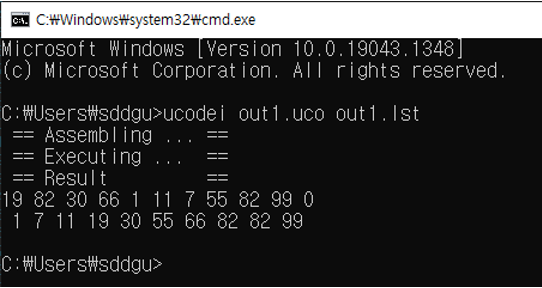 C:₩Windows₩system32₩cmd.exe
Microsoft Windows [Version 10.0.19043.1348]
(c) Microsoft Corporation. All rights reserved.
C:₩Users₩sddgu>ucodei out1.uco out1.lst
== Assembling ... ==
== Executing ... ==
== Result ==
19 82 30 66 1 11 7 55 82 99 0
1 7 11 19 30 55 66 82 82 99
C:₩Users₩sddgu>